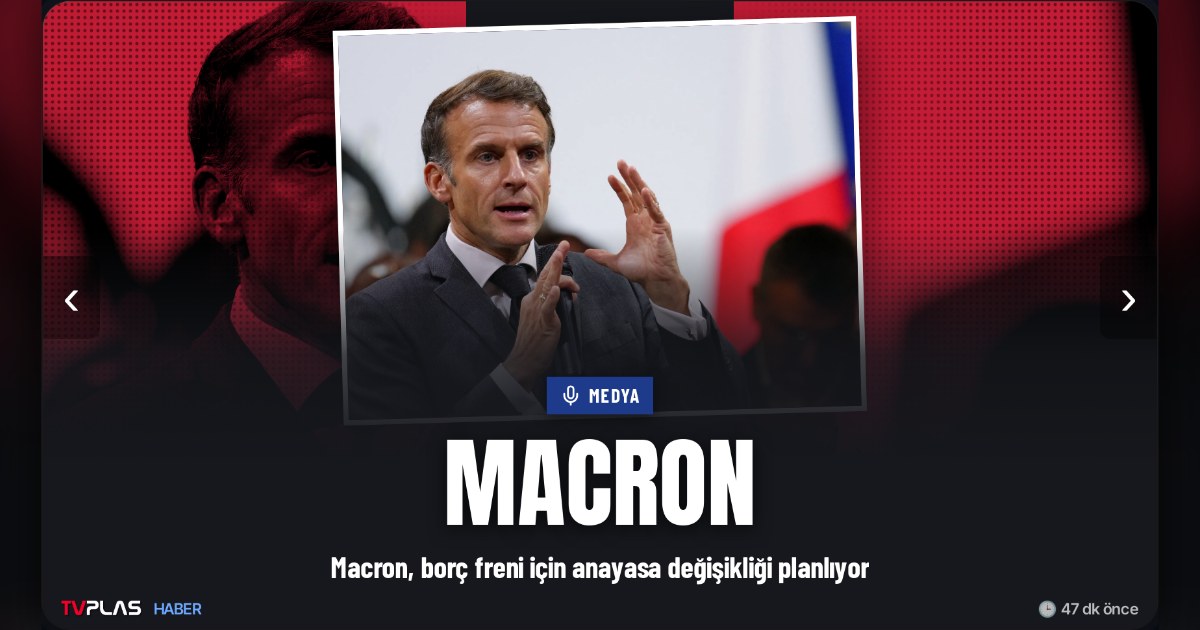 MEDYA
MACRON
Macron, borç freni için anayasa değişikliği planlıyor
TVPLAS HABER
47 dk önce